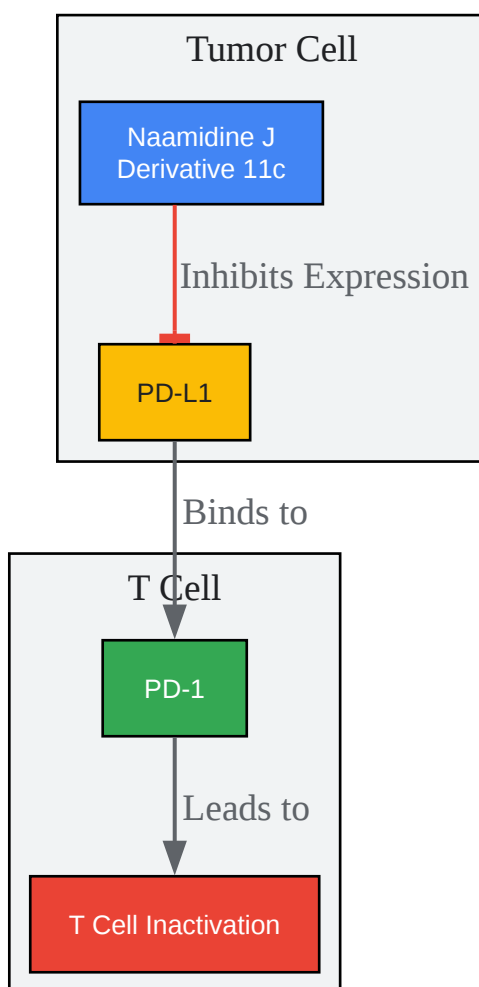 Tumor Cell
Naamidine J
Derivative 11c
Inhibits Expression
PD-L1
Binds to
T Cell
PD-1
Leads to
T Cell Inactivation